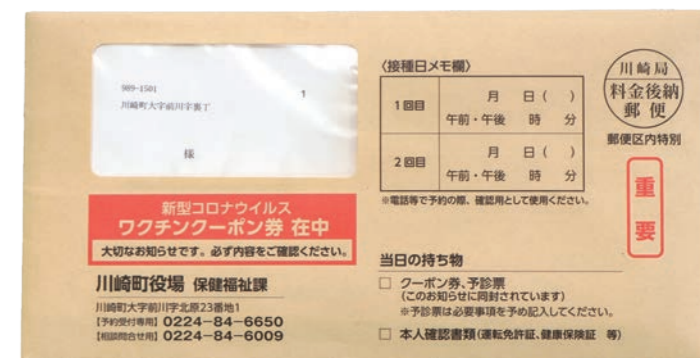 989-1501
1
川崎町大字前川字裏丁
様
新型コロナウイルス
ワクチンクーポン券 在中
大切なお知らせです。必ず内容をご確認ください。
川崎町役場 保健福祉課
川崎町大字前川字北原23番地1
【予約受付専用】0224-84-6650
【相談問合せ用】0224-84-6009
〈接種日メモ欄〉
1回目
月 日( )
午前・午後 時 分
2回目
月 日( )
午前・午後 時 分
※電話等で予約の際、確認用として使用ください。
当日の持ち物
□ クーポン券、予診票
(このお知らせに同封されています)
※予診票は必要事項を予め記入してください。
□ 本人確認書類(運転免許証、健康保険証 等)
川崎局
料金後納
郵便
郵便区内特別
重要